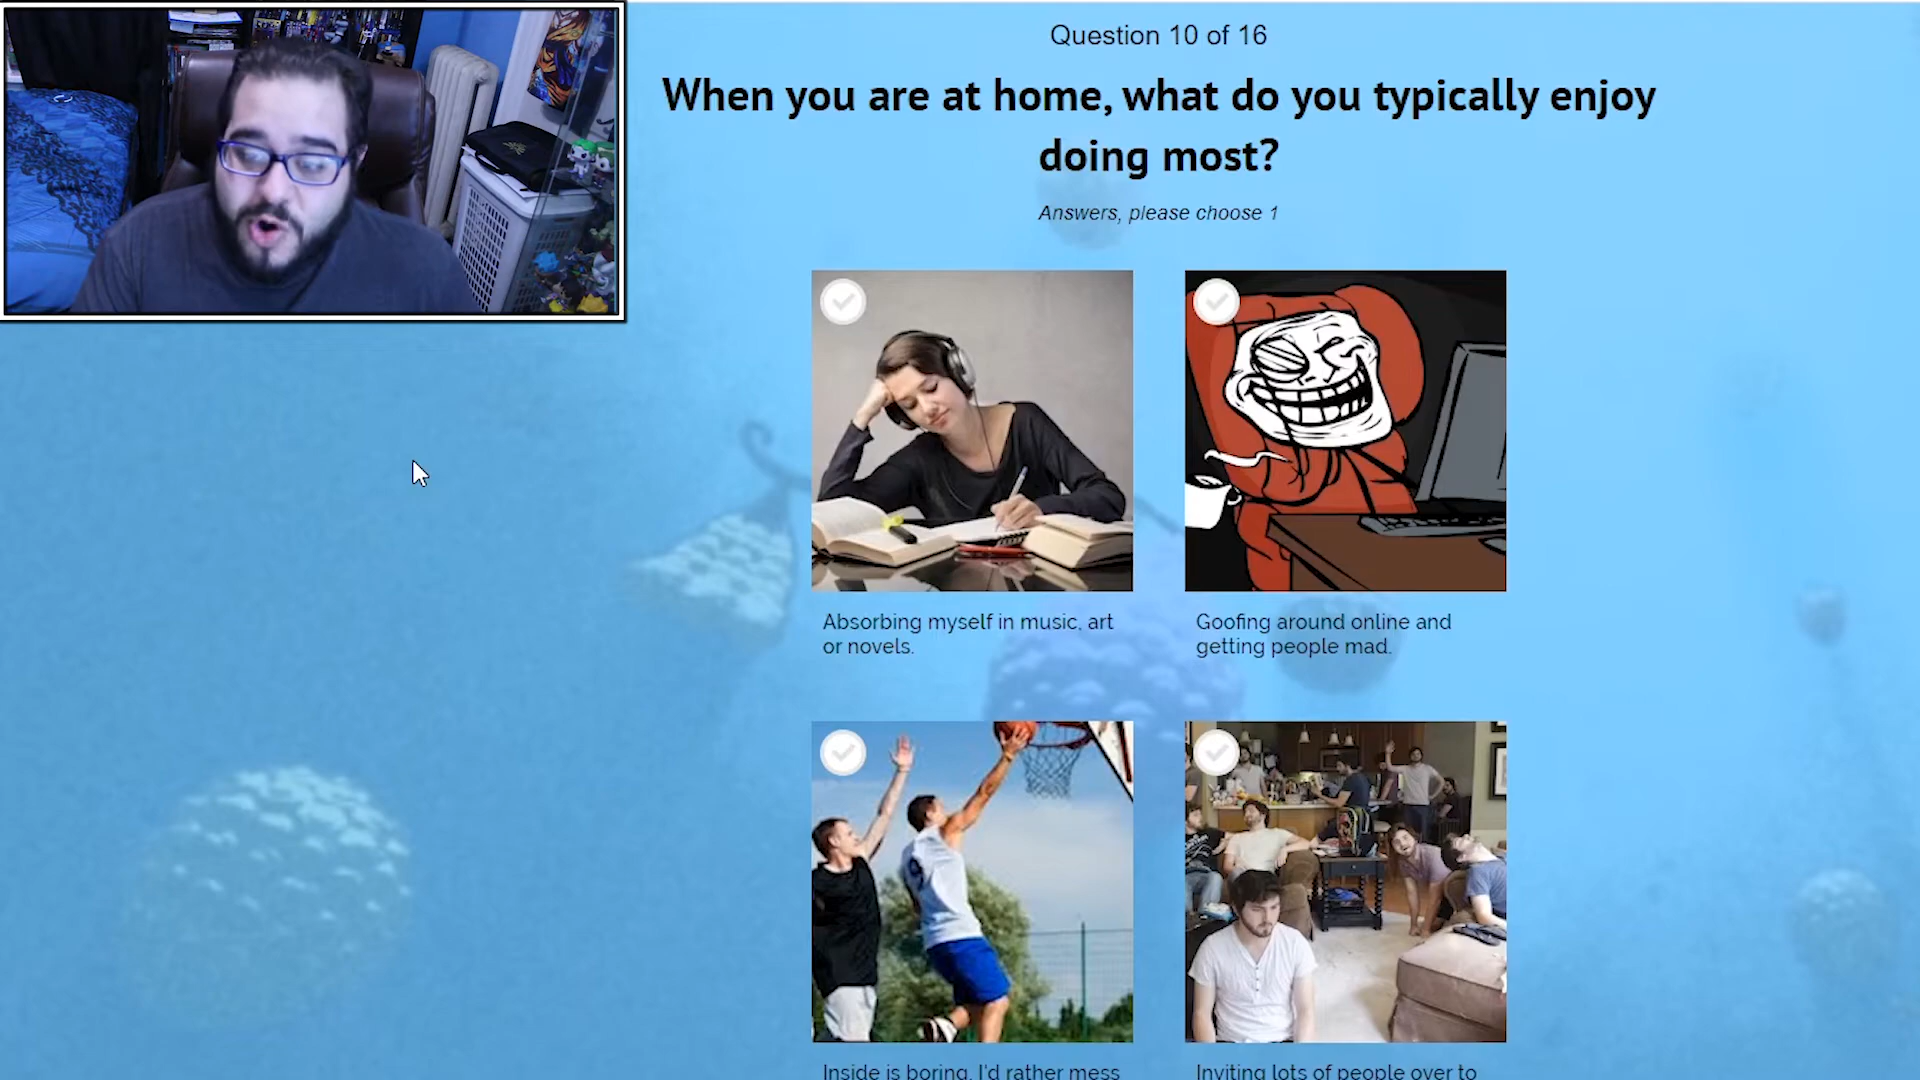 Question 10 of 16
When you are at home, what do you typically enjoy
doing most?
Answers, please choose 1
Absorbing myself in music, art
or novels.
Goofing around online and
getting people mad.
Inside is boring, I'd rather mess
Inviting lots of people over to